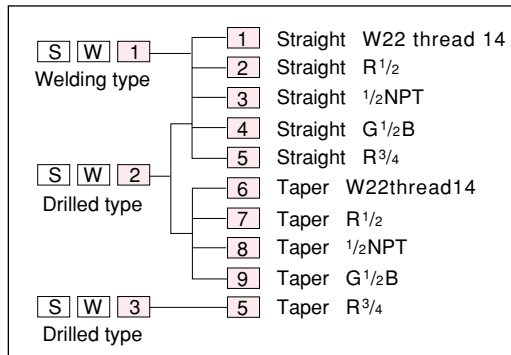 1 Straight W22 thread 14
S W 1 2 Straight R1/2
Welding type 3 Straight 1/2NPT
4 Straight G1/2B
S W 2 5 Straight R3/4
Drilled type 6 Taper W22thread14
7 Taper R1/2
8 Taper 1/2NPT
9 Taper G1/2B
S W 3 5 Taper R3/4
Drilled type